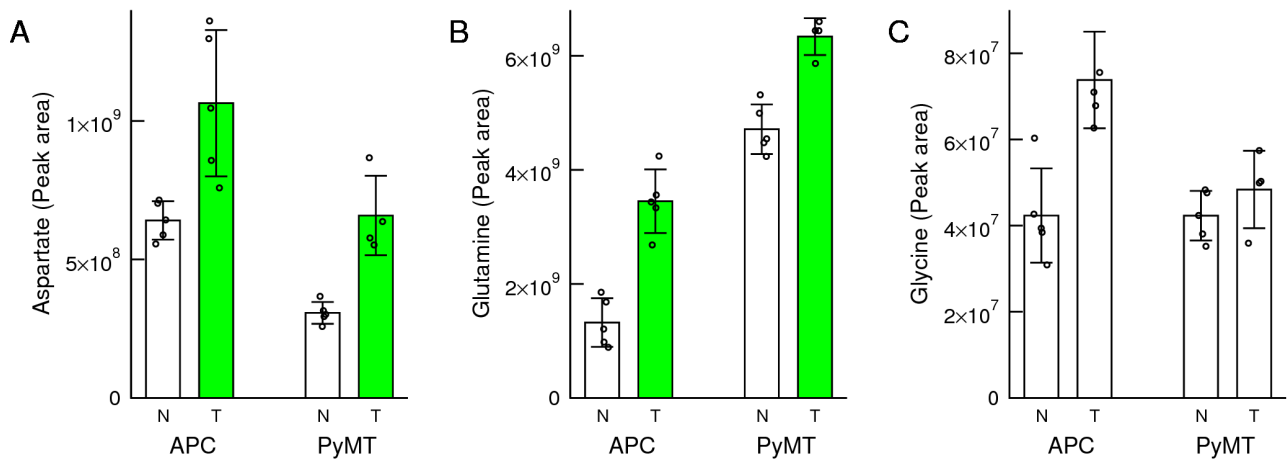 A
Aspartate (Peak area)
1×10⁹
5×10⁸
0
N T N T
APC PyMT
B
Glutamine (Peak area)
6×10⁹
4×10⁹
2×10⁹
0
N T N T
APC PyMT
C
Glycine (Peak area)
8×10⁷
6×10⁷
4×10⁷
2×10⁷
0
N T N T
APC PyMT